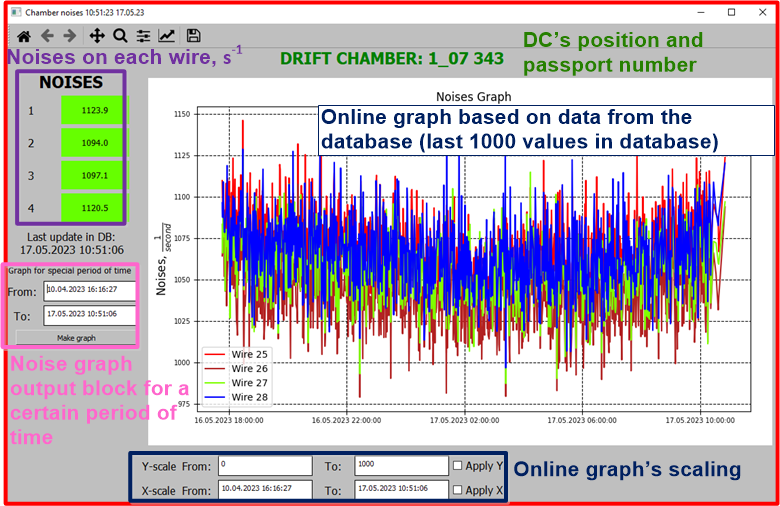 Chamber noises 10:51:23 17.05.23
Noises on each wire, s⁻¹
DRIFT CHAMBER: 1_07 343
DC's position and
passport number
NOISES
1 1123.9
2 1094.0
3 1097.1
4 1120.5
Last update in DB:
17.05.2023 10:51:06
Graph for special period of time
From: 10.04.2023 16:16:27
To: 17.05.2023 10:51:06
Make graph
Noise graph
output block for a
certain period of
time
Noises Graph
Online graph based on data from the
database (last 1000 values in database)
Noises, 1/second
1150
1125
1100
1075
1050
1025
1000
975
Wire 25
Wire 26
Wire 27
Wire 28
16.05.2023 18:00:00 16.05.2023 22:00:00 17.05.2023 02:00:00 17.05.2023 06:00:00 17.05.2023 10:00:00
Y-scale From: 0 To: 1000 Apply Y
X-scale From: 10.04.2023 16:16:27 To: 17.05.2023 10:51:06 Apply X
Online graph's scaling